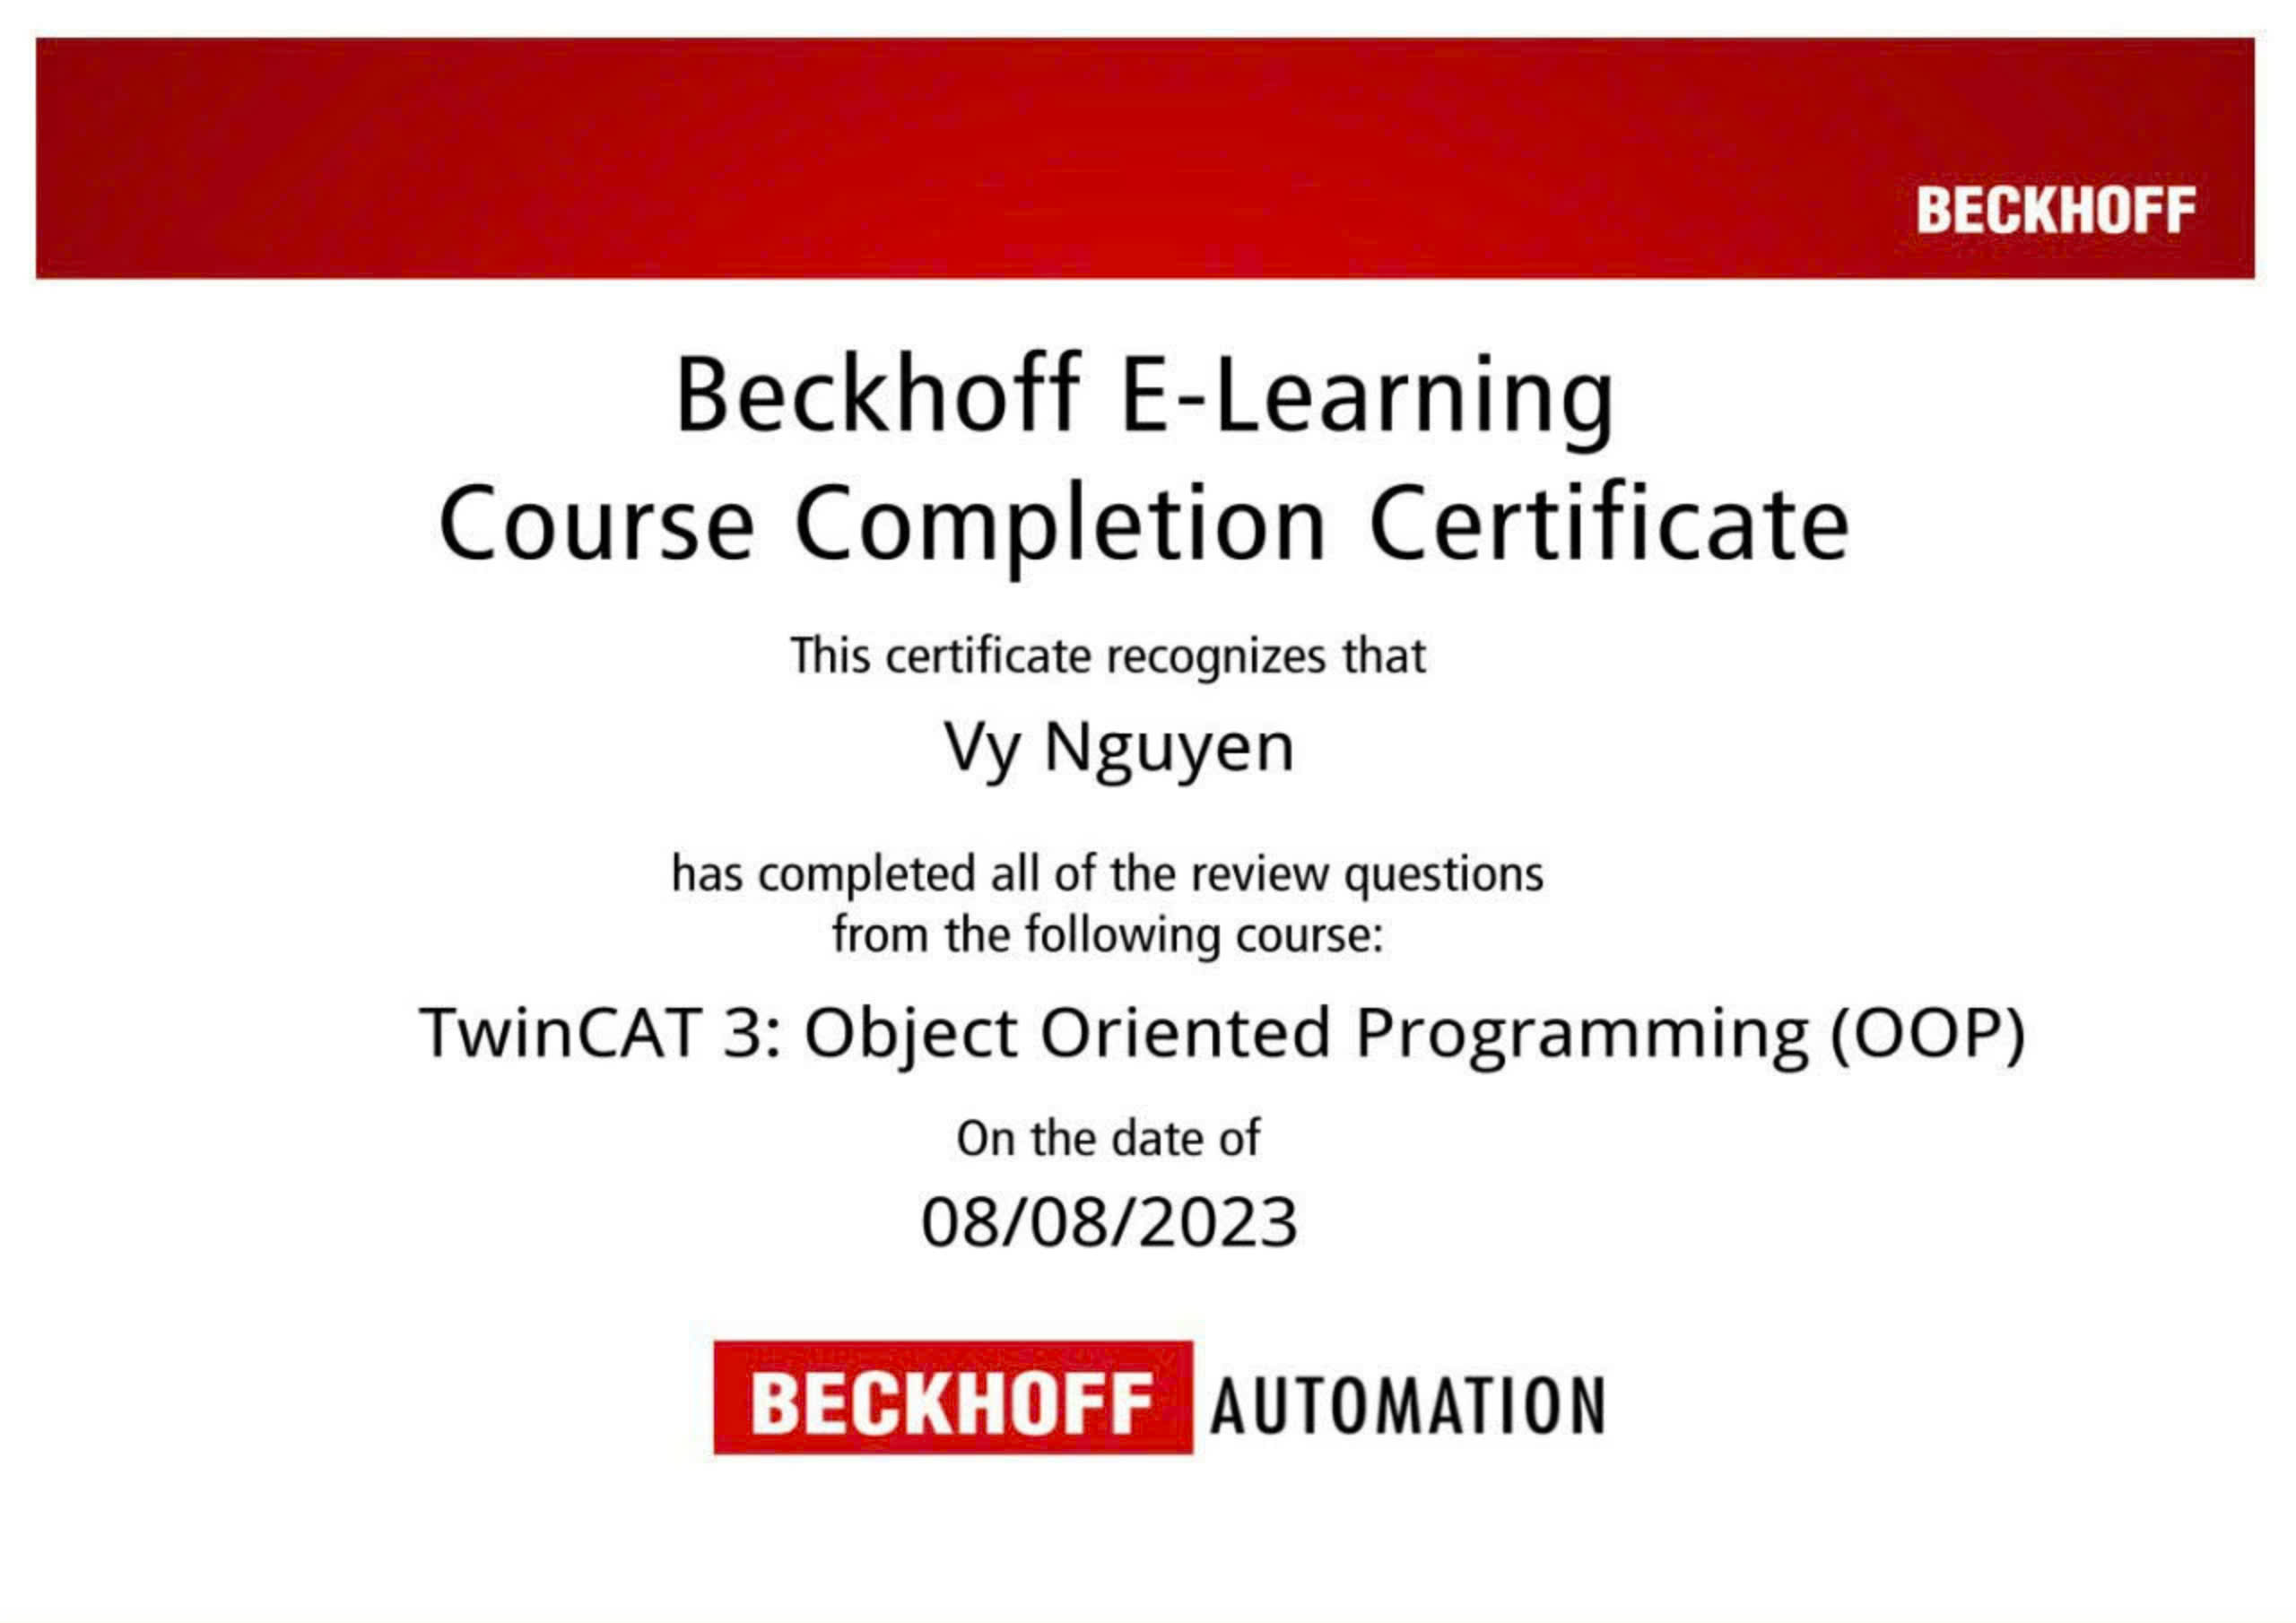 BECKHOFF
Beckhoff E-Learning
Course Completion Certificate
This certificate recognizes that
Vy Nguyen
has completed all of the review questions
from the following course:
TwinCAT 3: Object Oriented Programming (OOP)
On the date of
08/08/2023
BECKHOFF AUTOMATION